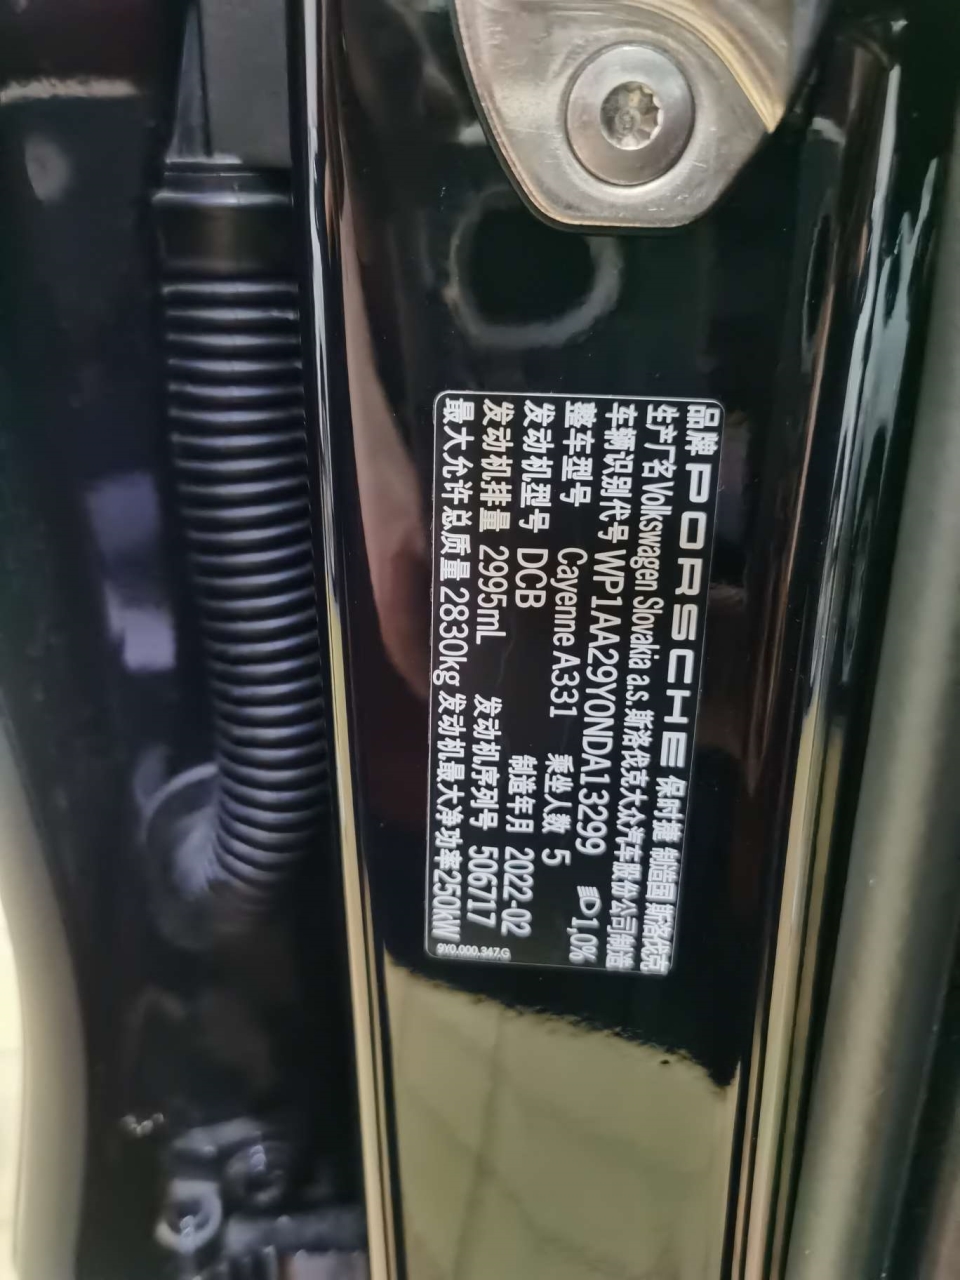 品牌 PORSCHE 保时捷 制造国 斯洛伐克
生产厂名 Volkswagen Slovakia a.s. 斯洛伐克大众汽车股份公司制造
车辆识别代号 WP1AA29Y0NDA13299 1,0%
整车型号 Cayenne A331 乘坐人数 5
发动机型号 DCB 制造年月 2022-02
发动机排量 2995mL 发动机序列号 506717
最大允许总质量 2830kg 发动机最大净功率250kW
9Y0.000.347.G